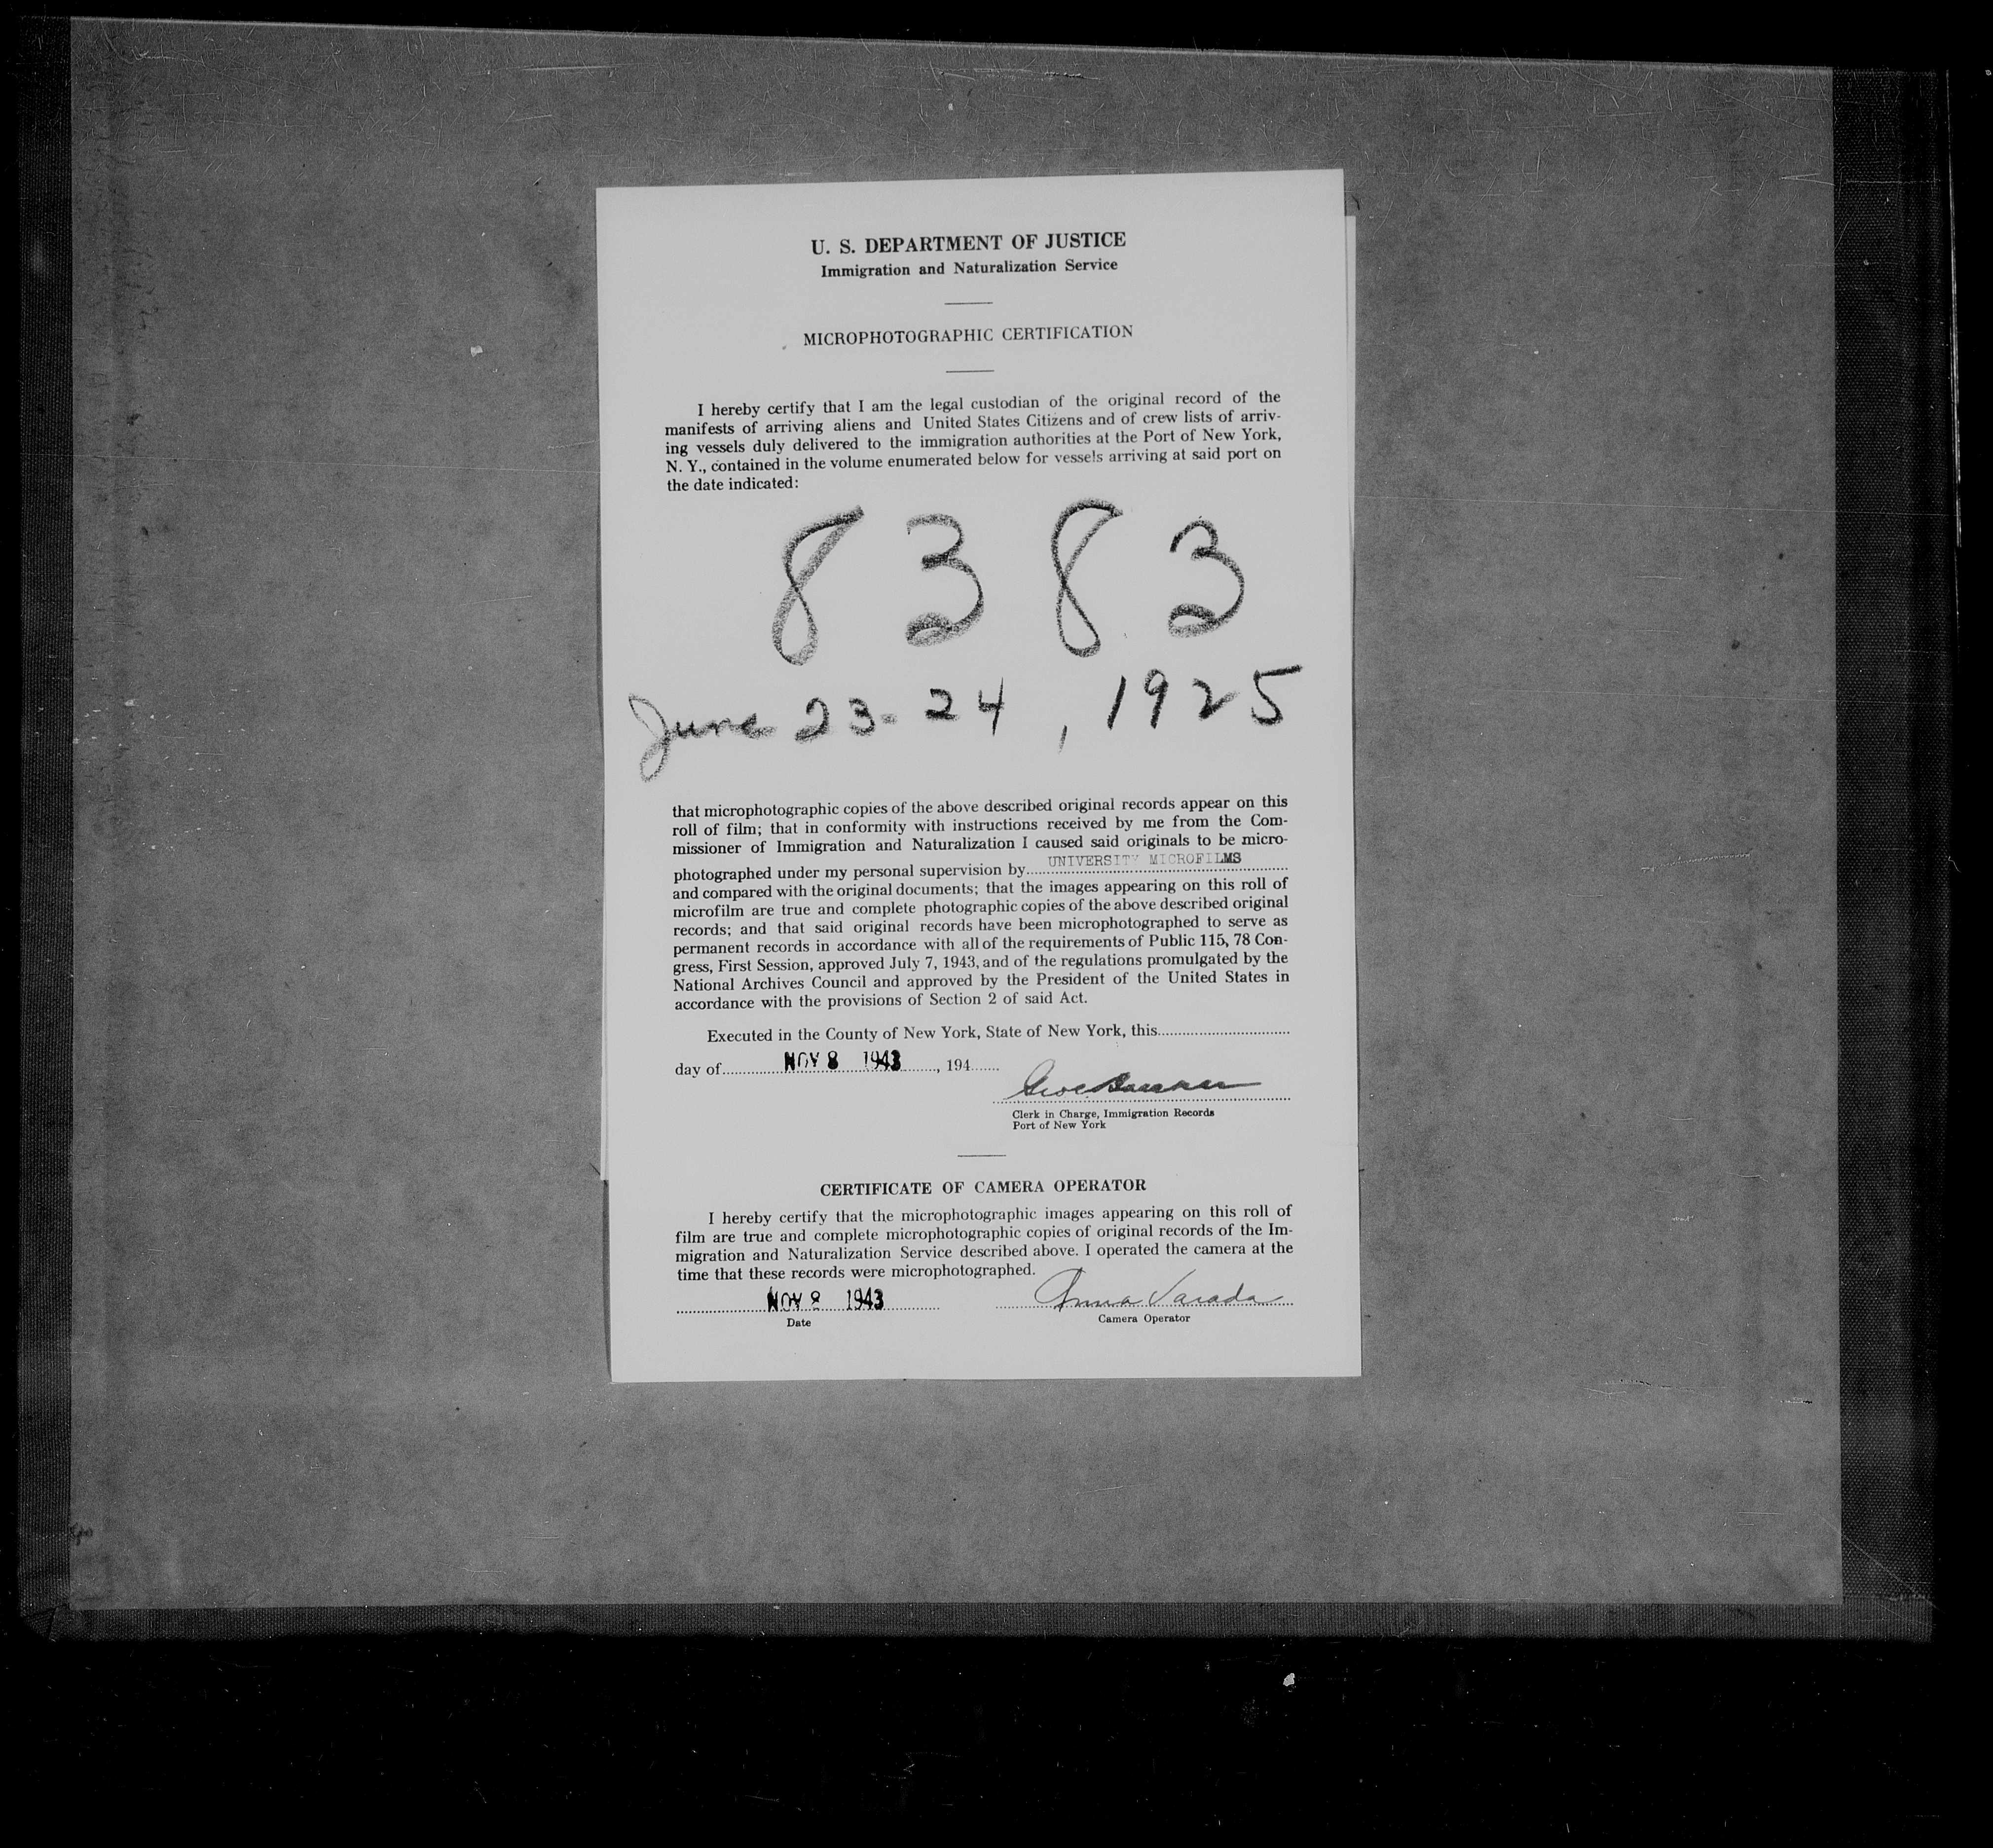 U. S. DEPARTMENT OF JUSTICE
Immigration and Naturalization Service
MICROPHOTOGRAPHIC CERTIFICATION
I hereby certify that I am the legal custodian of the original record of the
manifests of arriving aliens and United States Citizens and of crew lists of arriv-
ing vessels duly delivered to the immigration authorities at the Port of New York,
N. Y., contained in the volume enumerated below for vessels arriving at said port on
the date indicated:
8 3 8 3
June 23-24, 1925
that microphotographic copies of the above described original records appear on this
roll of film; that in conformity with instructions received by me from the Com-
missioner of Immigration and Naturalization I caused said originals to be micro-
photographed under my personal supervision by UNIVERSITY MICROFILMS
and compared with the original documents; that the images appearing on this roll of
microfilm are true and complete photographic copies of the above described original
records; and that said original records have been microphotographed to serve as
permanent records in accordance with all of the requirements of Public 115, 78 Con-
gress, First Session, approved July 7, 1943, and of the regulations promulgated by the
National Archives Council and approved by the President of the United States in
accordance with the provisions of Section 2 of said Act.
Executed in the County of New York, State of New York, this
day of NOV 8 1943, 194
Clerk in Charge, Immigration Records
Port of New York
CERTIFICATE OF CAMERA OPERATOR
I hereby certify that the microphotographic images appearing on this roll of
film are true and complete microphotographic copies of original records of the Im-
migration and Naturalization Service described above. I operated the camera at the
time that these records were microphotographed.
NOV 8 1943 Anna Varada
Date Camera Operator